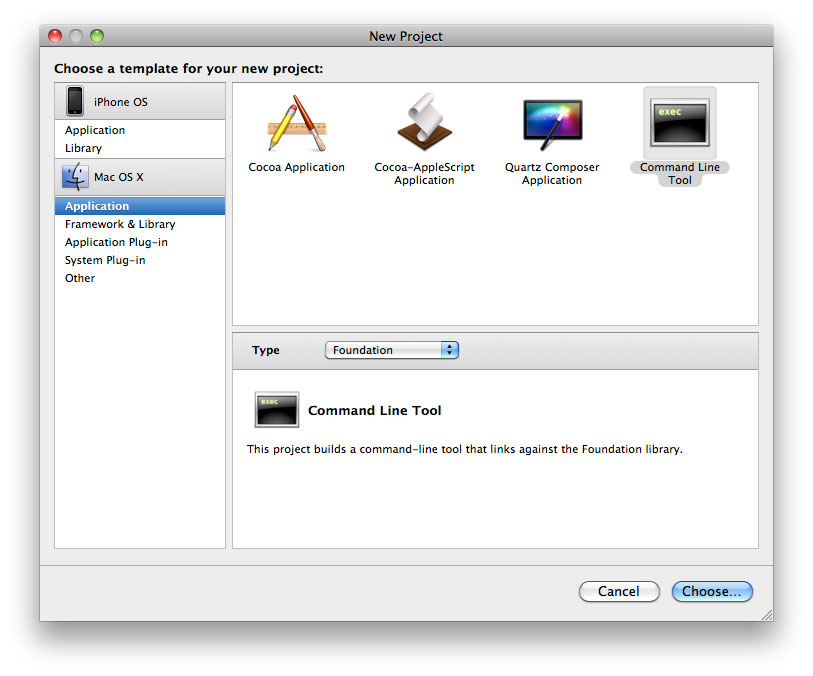 New Project
Choose a template for your new project:
iPhone OS
Application
Library
Mac OS X
Application
Framework & Library
Application Plug-in
System Plug-in
Other
Cocoa Application
Cocoa-AppleScript
Application
Quartz Composer
Application
exec
Command Line
Tool
Type
Foundation
exec
Command Line Tool
This project builds a command-line tool that links against the Foundation library.
Cancel
Choose...